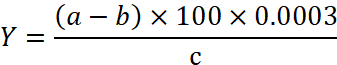 Y = (a − b) × 100 × 0.0003 / c